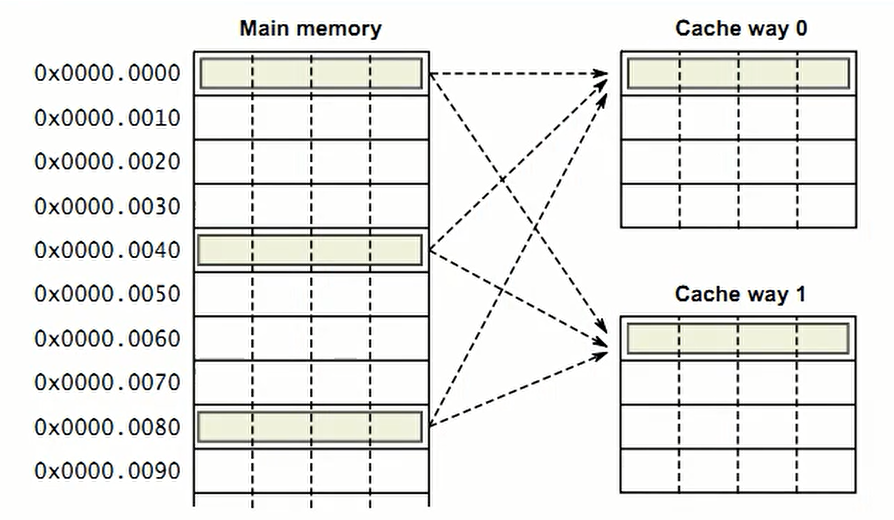 Main memory
Cache way 0
0x0000.0000
0x0000.0010
0x0000.0020
0x0000.0030
0x0000.0040
0x0000.0050
0x0000.0060
0x0000.0070
0x0000.0080
0x0000.0090
Cache way 1